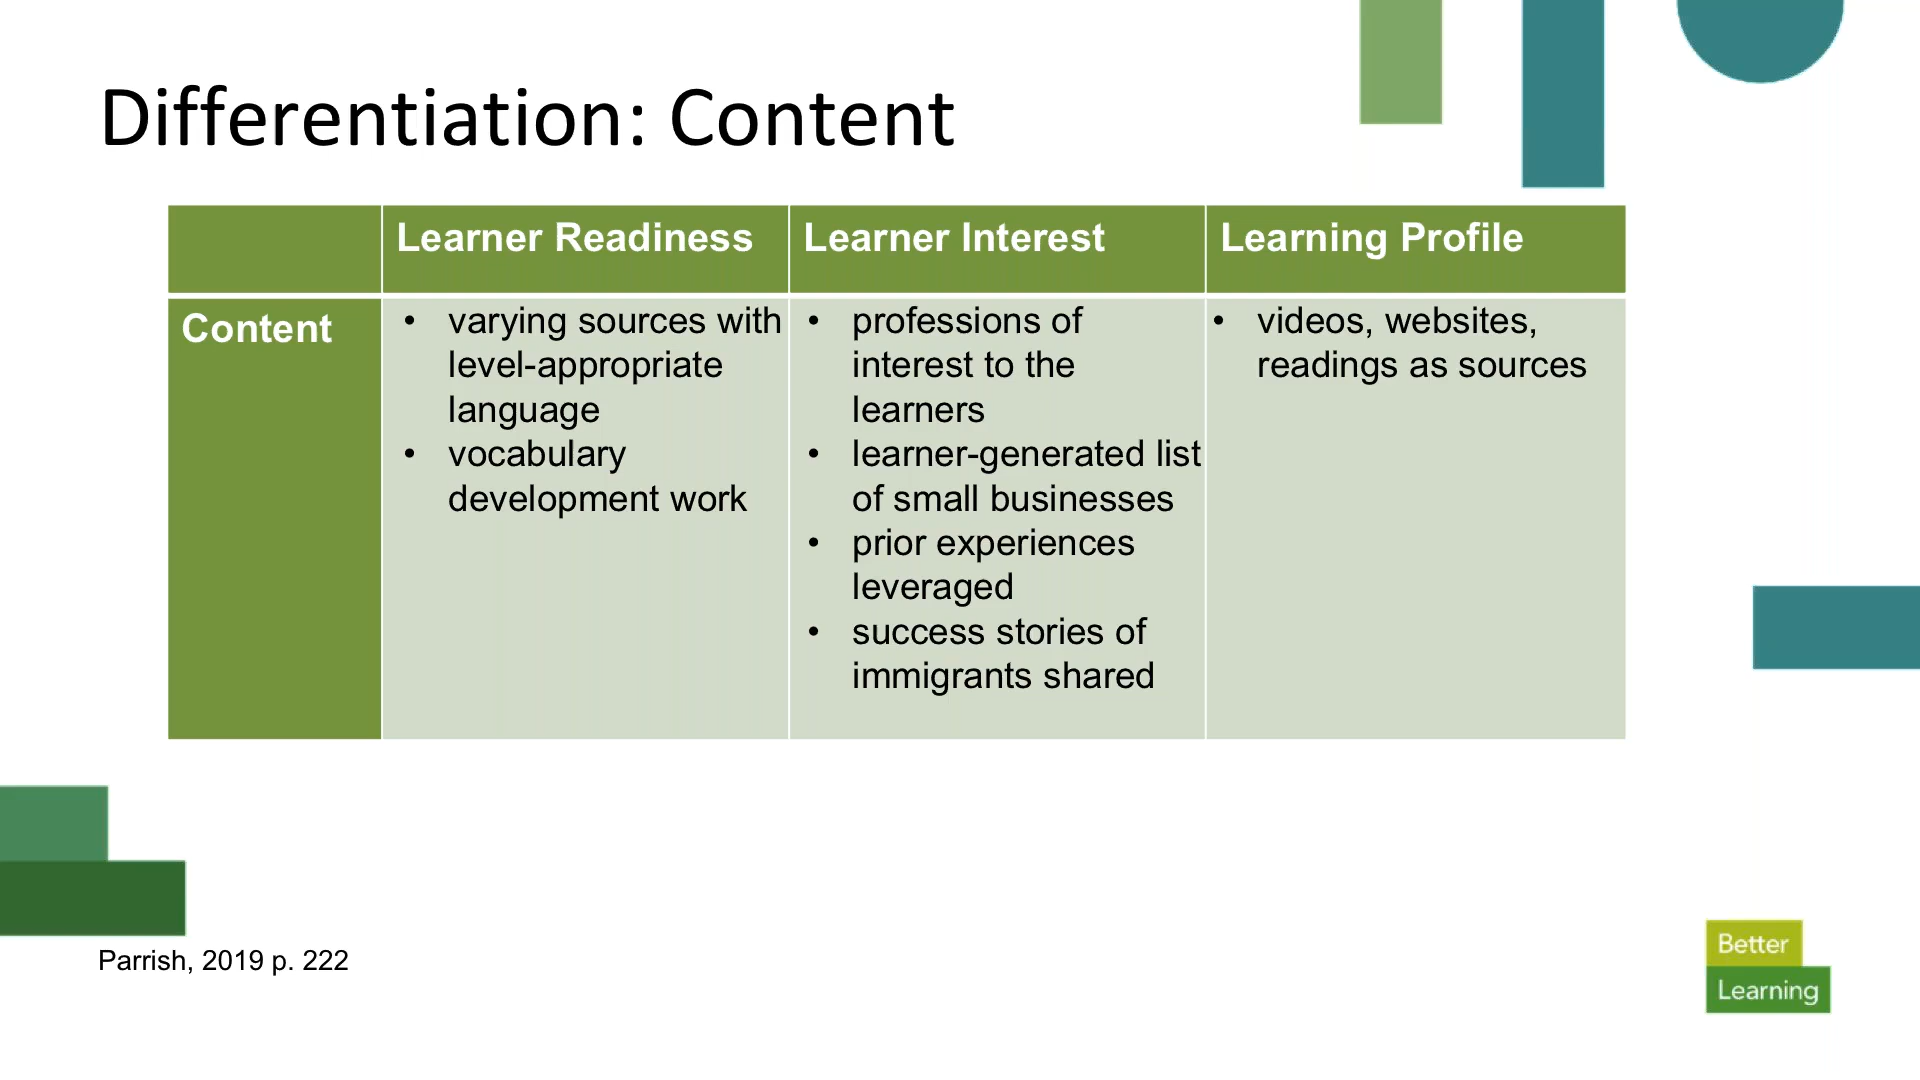 Differentiation: Content
Learner Readiness
Learner Interest
Learning Profile
Content
• varying sources with
level-appropriate
language
• vocabulary
development work
• professions of
interest to the
learners
• learner-generated list
of small businesses
• prior experiences
leveraged
• success stories of
immigrants shared
• videos, websites,
readings as sources
Parrish, 2019 p. 222
Better
Learning